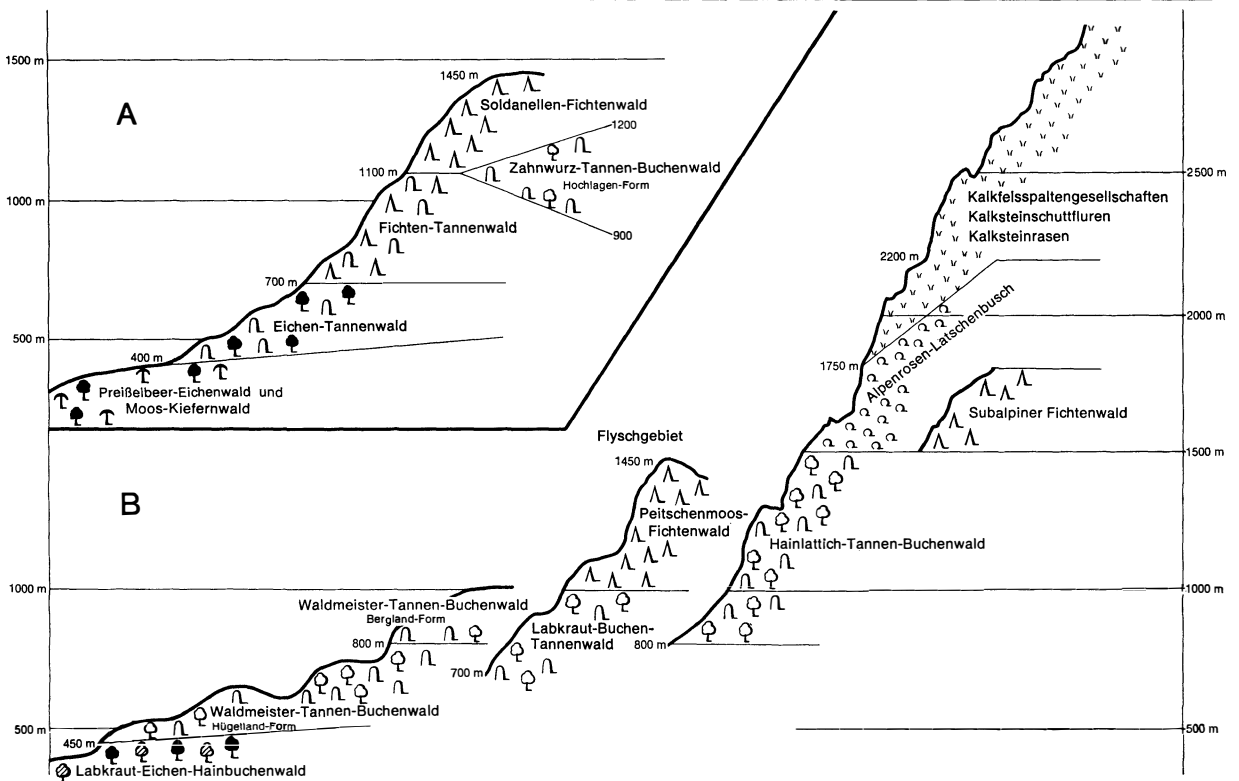 1500 m
1450 m
A
Soldanellen-Fichtenwald
1200
Zahnwurz-Tannen-Buchenwald
Hochlagen-Form
1100 m
1000 m
Fichten-Tannenwald
900
700 m
Eichen-Tannenwald
500 m
400 m
Preißelbeer-Eichenwald und
Moos-Kiefernwald
2500 m
Kalkfelsspaltengesellschaften
Kalksteinschuttfluren
Kalksteinrasen
2200 m
2000 m
Alpenrosen-Latschenbusch
1750 m
Subalpiner Fichtenwald
1500 m
Flyschgebiet
1450 m
B
Peitschenmoos-
Fichtenwald
Hainlattich-Tannen-Buchenwald
1000 m
1000 m
Waldmeister-Tannen-Buchenwald
Bergland-Form
Labkraut-Buchen-
Tannenwald
800 m
800 m
700 m
Waldmeister-Tannen-Buchenwald
Hügelland-Form
500 m
500 m
450 m
Labkraut-Eichen-Hainbuchenwald